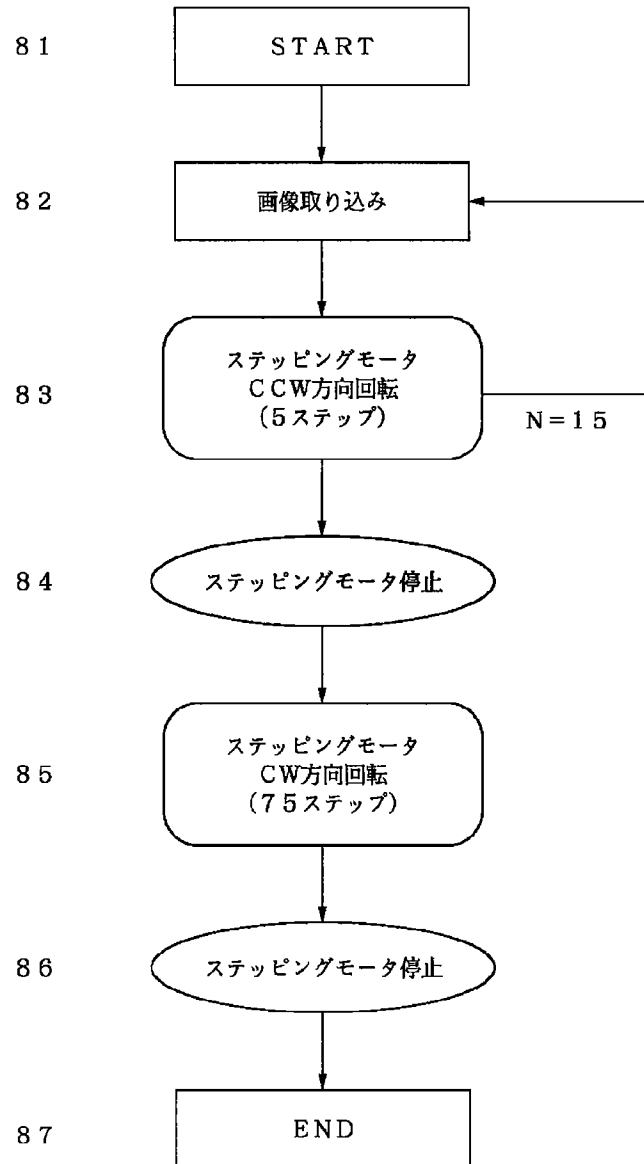 ８１
ＳＴＡＲＴ
８２
画像取り込み
８３
ステッピングモータ
ＣＣＷ方向回転
（５ステップ）
Ｎ＝１５
８４
ステッピングモータ停止
８５
ステッピングモータ
ＣＷ方向回転
（７５ステップ）
８６
ステッピングモータ停止
８７
ＥＮＤ